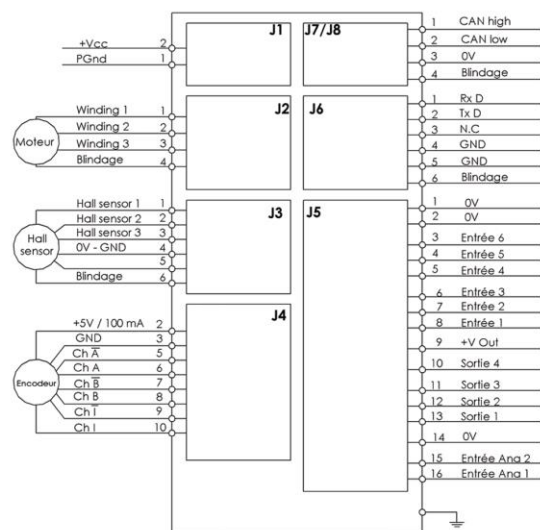 J1
+Vcc 2
PGnd 1
J2
Moteur
Winding 1 1
Winding 2 2
Winding 3 3
Blindage 4
J3
Hall
sensor
Hall sensor 1 1
Hall sensor 2 2
Hall sensor 3 3
0V - GND 4
5
Blindage 6
J4
Encodeur
+5V / 100 mA 2
GND 3
Ch A̅ 5
Ch A 6
Ch B̅ 7
Ch B 8
Ch I̅ 9
Ch I 10
J7/J8
1 CAN high
2 CAN low
3 0V
4 Blindage
J6
1 Rx D
2 Tx D
3 N.C
4 GND
5 GND
6 Blindage
J5
1 0V
2 0V
3 Entrée 6
4 Entrée 5
5 Entrée 4
6 Entrée 3
7 Entrée 2
8 Entrée 1
9 +V Out
10 Sortie 4
11 Sortie 3
12 Sortie 2
13 Sortie 1
14 0V
15 Entrée Ana 2
16 Entrée Ana 1